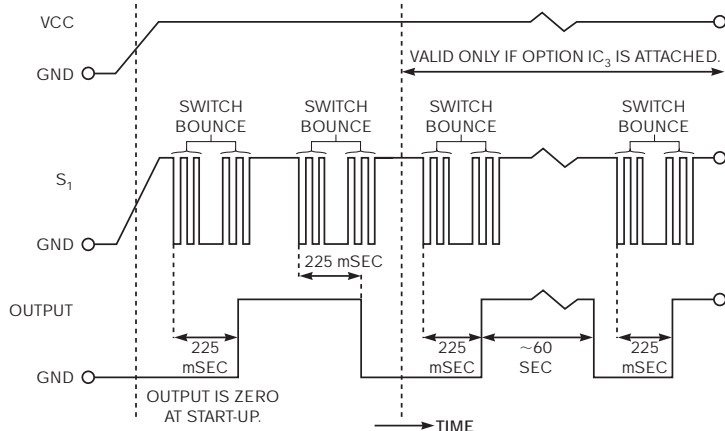 VCC
VALID ONLY IF OPTION IC3 IS ATTACHED.
GND
SWITCH BOUNCE
SWITCH BOUNCE
SWITCH BOUNCE
SWITCH BOUNCE
S1
GND
225 mSEC
OUTPUT
225 mSEC
225 mSEC
~60 SEC
225 mSEC
GND
OUTPUT IS ZERO
AT START-UP.
TIME